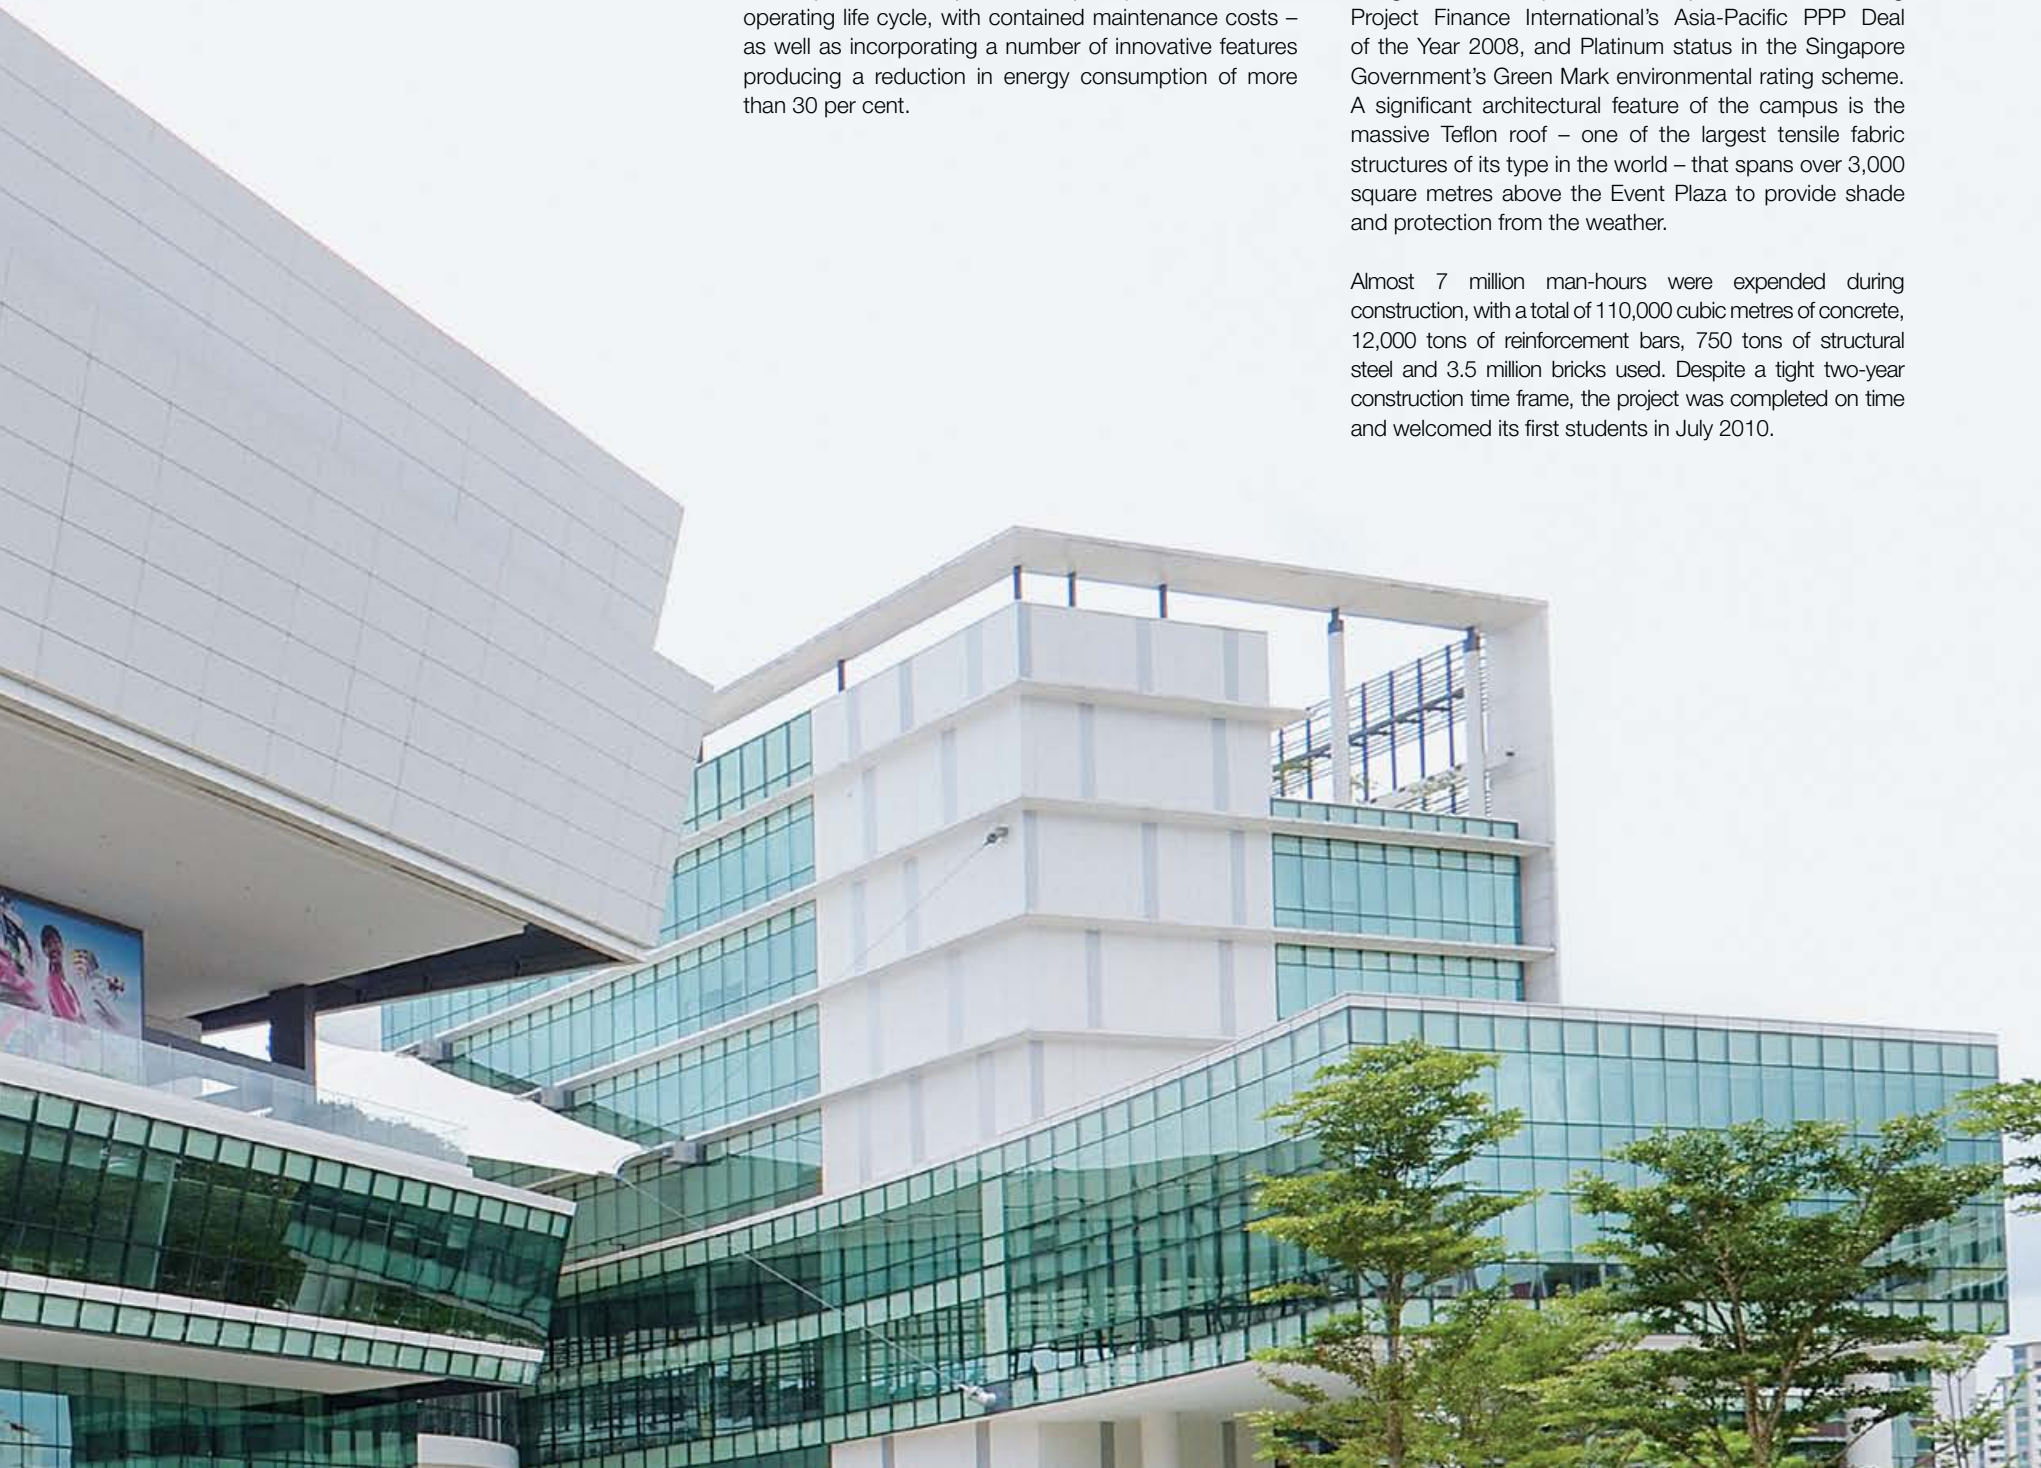 operating life cycle, with contained maintenance costs –
as well as incorporating a number of innovative features
producing a reduction in energy consumption of more
than 30 per cent.
Project Finance International’s Asia-Pacific PPP Deal
of the Year 2008, and Platinum status in the Singapore
Government’s Green Mark environmental rating scheme.
A significant architectural feature of the campus is the
massive Teflon roof – one of the largest tensile fabric
structures of its type in the world – that spans over 3,000
square metres above the Event Plaza to provide shade
and protection from the weather.
Almost 7 million man-hours were expended during
construction, with a total of 110,000 cubic metres of concrete,
12,000 tons of reinforcement bars, 750 tons of structural
steel and 3.5 million bricks used. Despite a tight two-year
construction time frame, the project was completed on time
and welcomed its first students in July 2010.